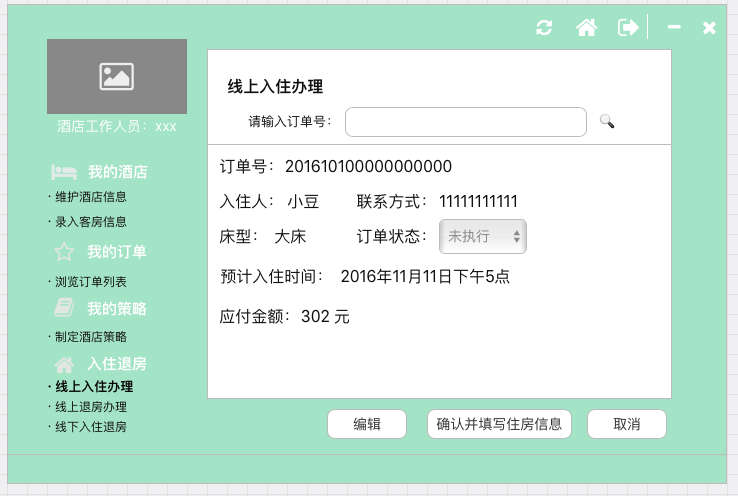 酒店工作人员：xxx
我的酒店
· 维护酒店信息
· 录入客房信息
我的订单
· 浏览订单列表
我的策略
· 制定酒店策略
入住退房
· 线上入住办理
· 线上退房办理
· 线下入住退房
线上入住办理
请输入订单号：
订单号：201610100000000000
入住人： 小豆 联系方式： 11111111111
床型： 大床 订单状态： 未执行
预计入住时间： 2016年11月11日下午5点
应付金额：302 元
编辑 确认并填写住房信息 取消